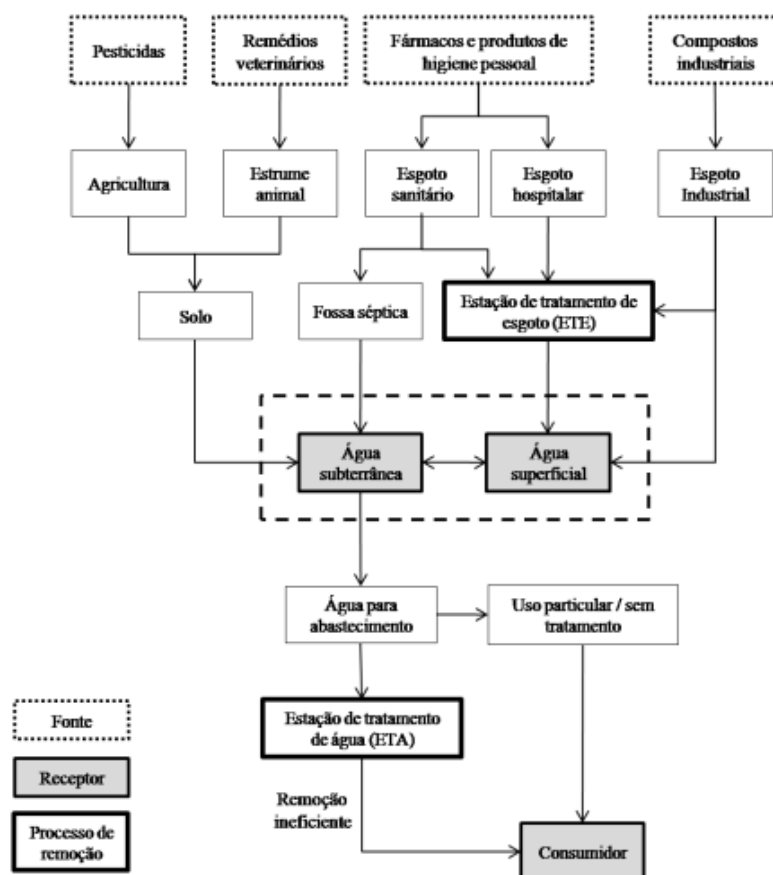 Pesticidas
Remédios
veterinários
Fármacos e produtos de
higiene pessoal
Compostos
industriais
Agricultura
Estrume
animal
Esgoto
sanitário
Esgoto
hospitalar
Esgoto
Industrial
Solo
Fossa séptica
Estação de tratamento de
esgoto (ETE)
Água
subterrânea
Água
superficial
Água para
abastecimento
Uso particular / sem
tratamento
Estação de tratamento
de água (ETA)
Remoção
ineficiente
Consumidor
Fonte
Receptor
Processo de
remoção